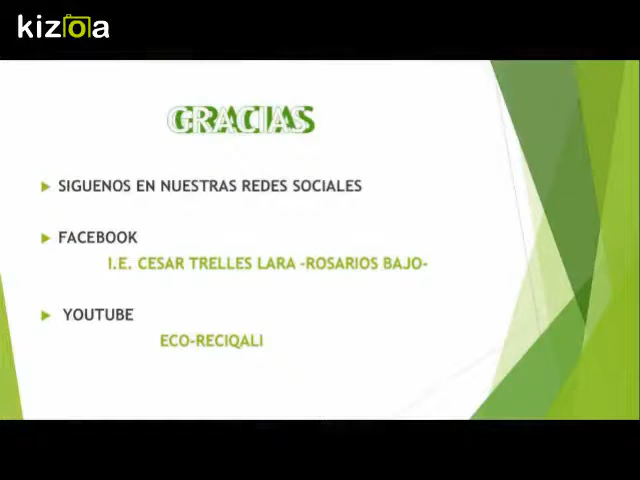 kizoa
GRACIAS
SIGUENOS EN NUESTRAS REDES SOCIALES
FACEBOOK
I.E. CESAR TRELLES LARA -ROSARIOS BAJO-
YOUTUBE
ECO-RECIQALI